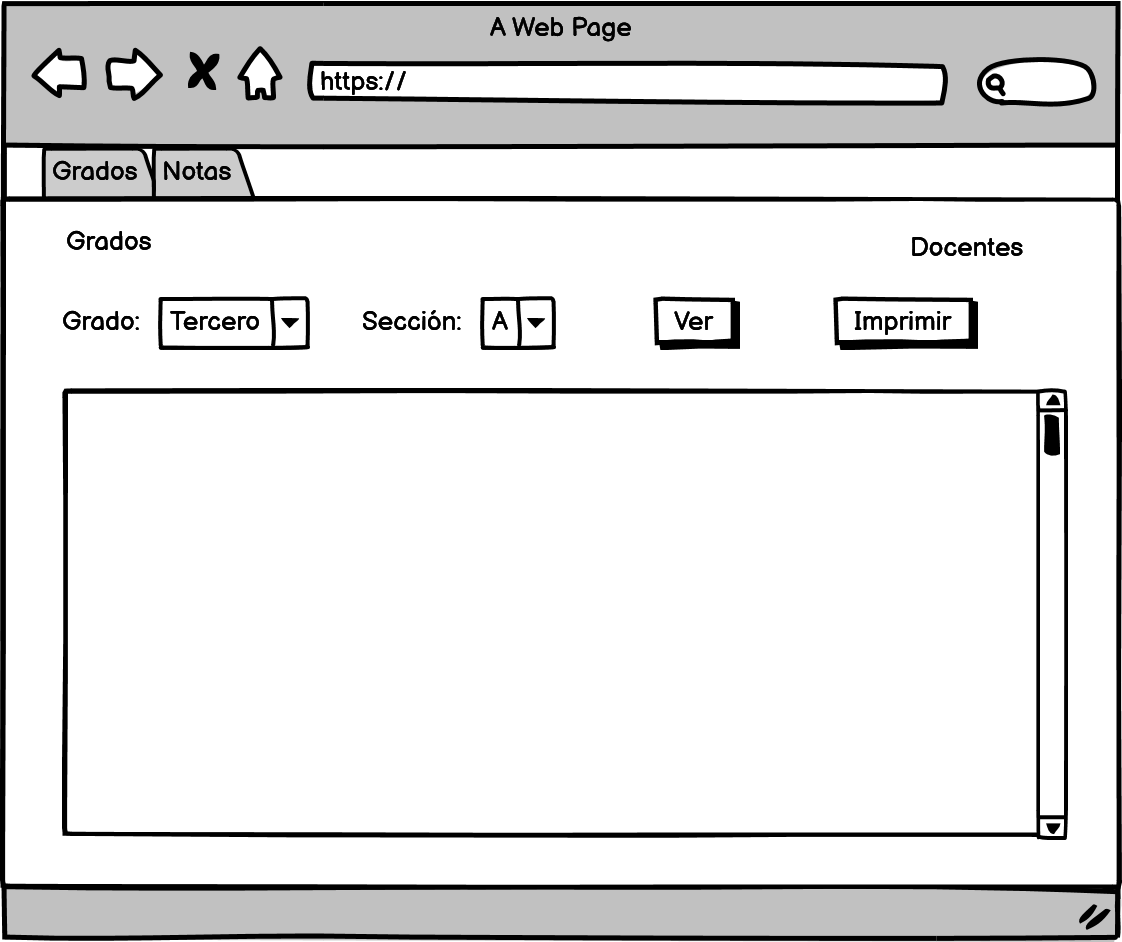 A Web Page
https://
Grados Notas
Grados
Docentes
Grado: Tercero Sección: A Ver Imprimir